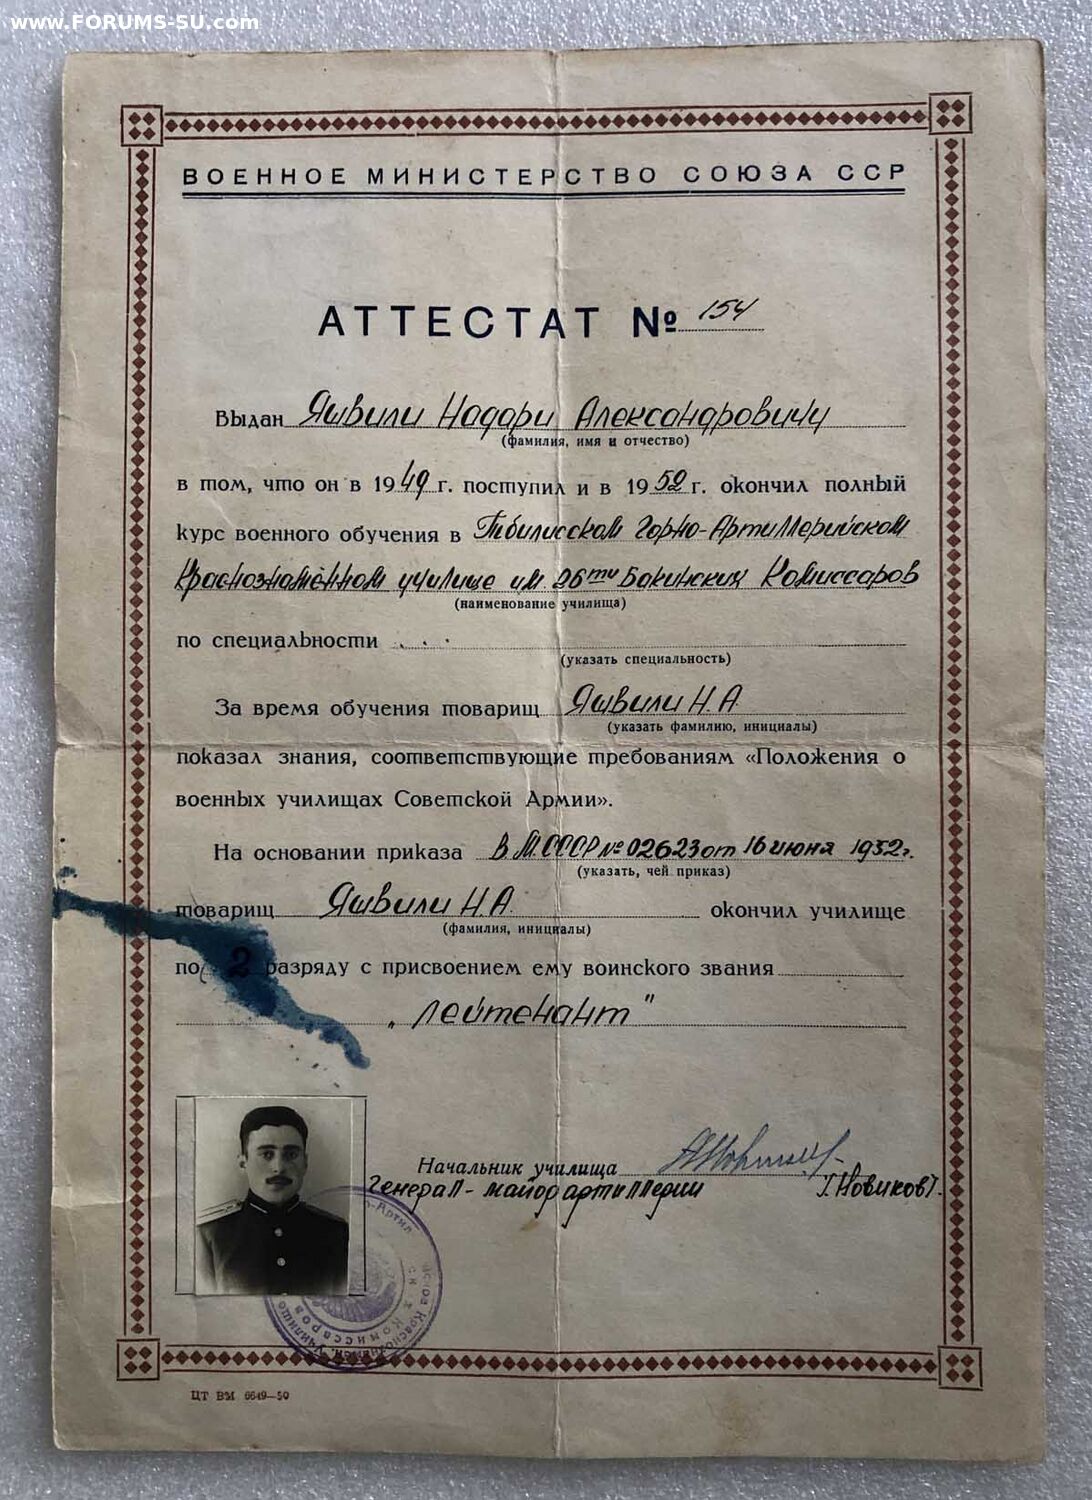 www.FORUMS-SU.com
ВОЕННОЕ МИНИСТЕРСТВО СОЮЗА ССР
АТТЕСТАТ № 154
Выдан Яшвили Нодари Александровичу
(фамилия, имя и отчество)
в том, что он в 1949 г. поступил и в 1952 г. окончил полный
курс военного обучения в Тбилисском Горно-Артиллерийском
Краснознамённом училище им 26ти Бакинских Комиссаров
(наименование училища)
по специальности
(указать специальность)
За время обучения товарищ Яшвили Н.А
(указать фамилию, инициалы)
показал знания, соответствующие требованиям «Положения о
военных училищах Советской Армии».
На основании приказа В.М.СССР № 02623 от 16 июня 1952г.
(указать, чей приказ)
товарищ Яшвили Н.А. окончил училище
(фамилия, инициалы)
по 2 разряду с присвоением ему воинского звания
„Лейтенант"
Начальник училища
Генерал-майор артиллерии (Новиков).
Комиссаров
ЦТ ВМ 6649—50